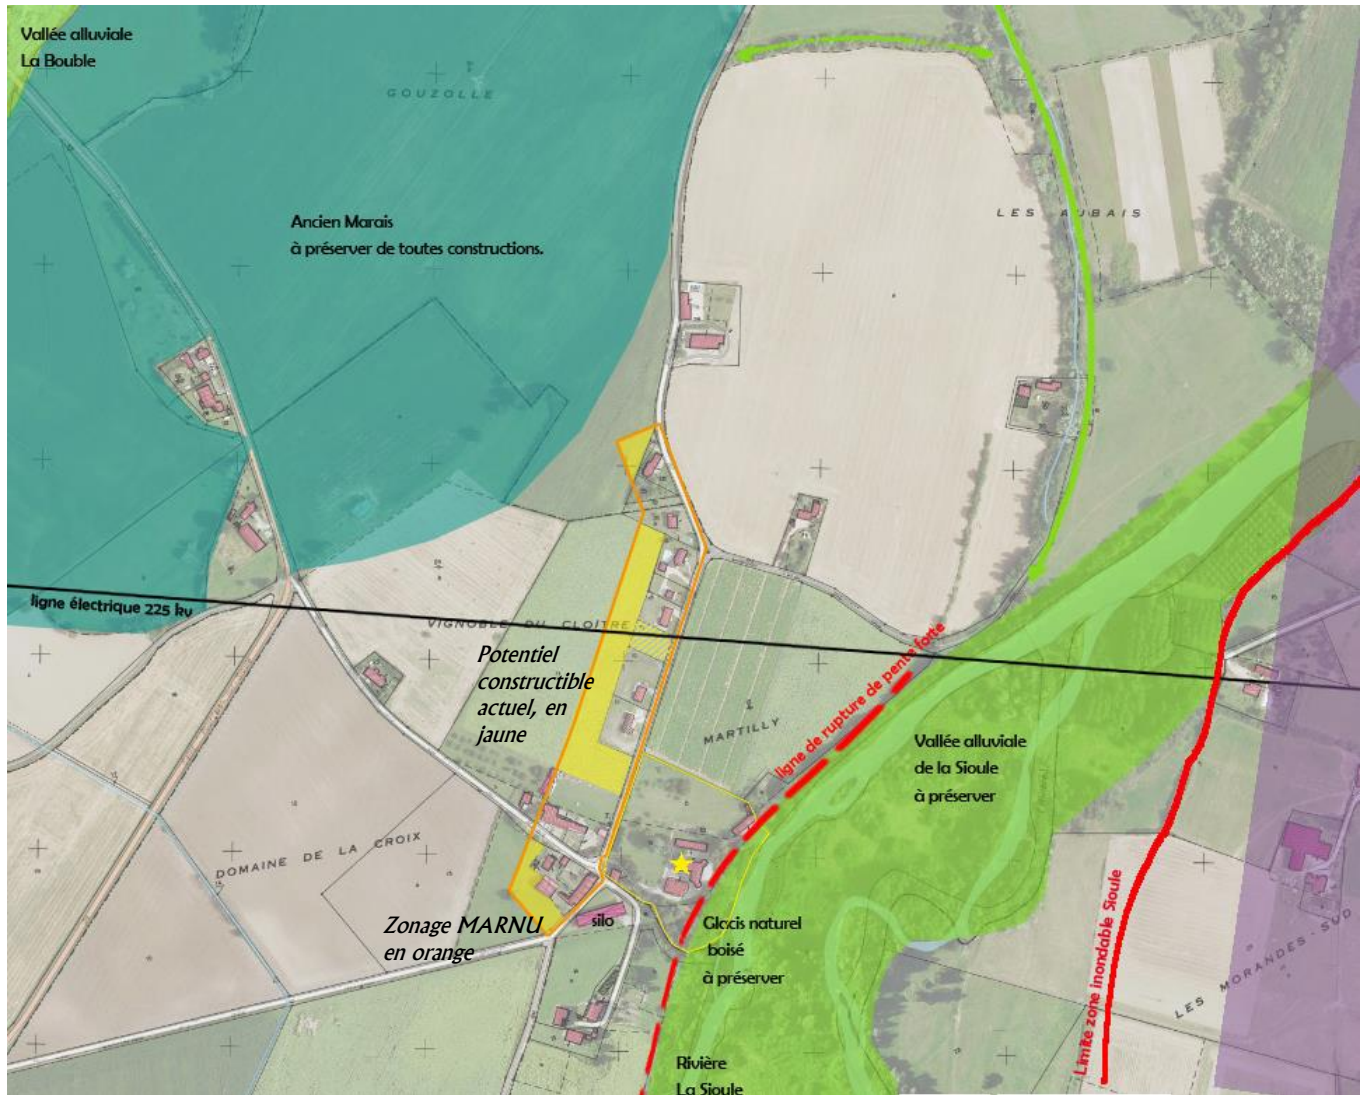 Vallée alluviale
La Bouble
GOUZOLLE
Ancien Marais
à préserver de toutes constructions.
LES AUBAIS
ligne électrique 225 kv
VIGNOBLE DU CLOÎTRE
Potentiel
constructible
actuel, en
jaune
MARTILLY
ligne de rupture de pente forte
Vallée alluviale
de la Sioule
à préserver
DOMAINE DE LA CROIX
Zonage MARNU
en orange
silo
Glacis naturel
boisé
à préserver
Limite zone inondable Sioule
LES MORANDES-SUD
Rivière
La Sioule